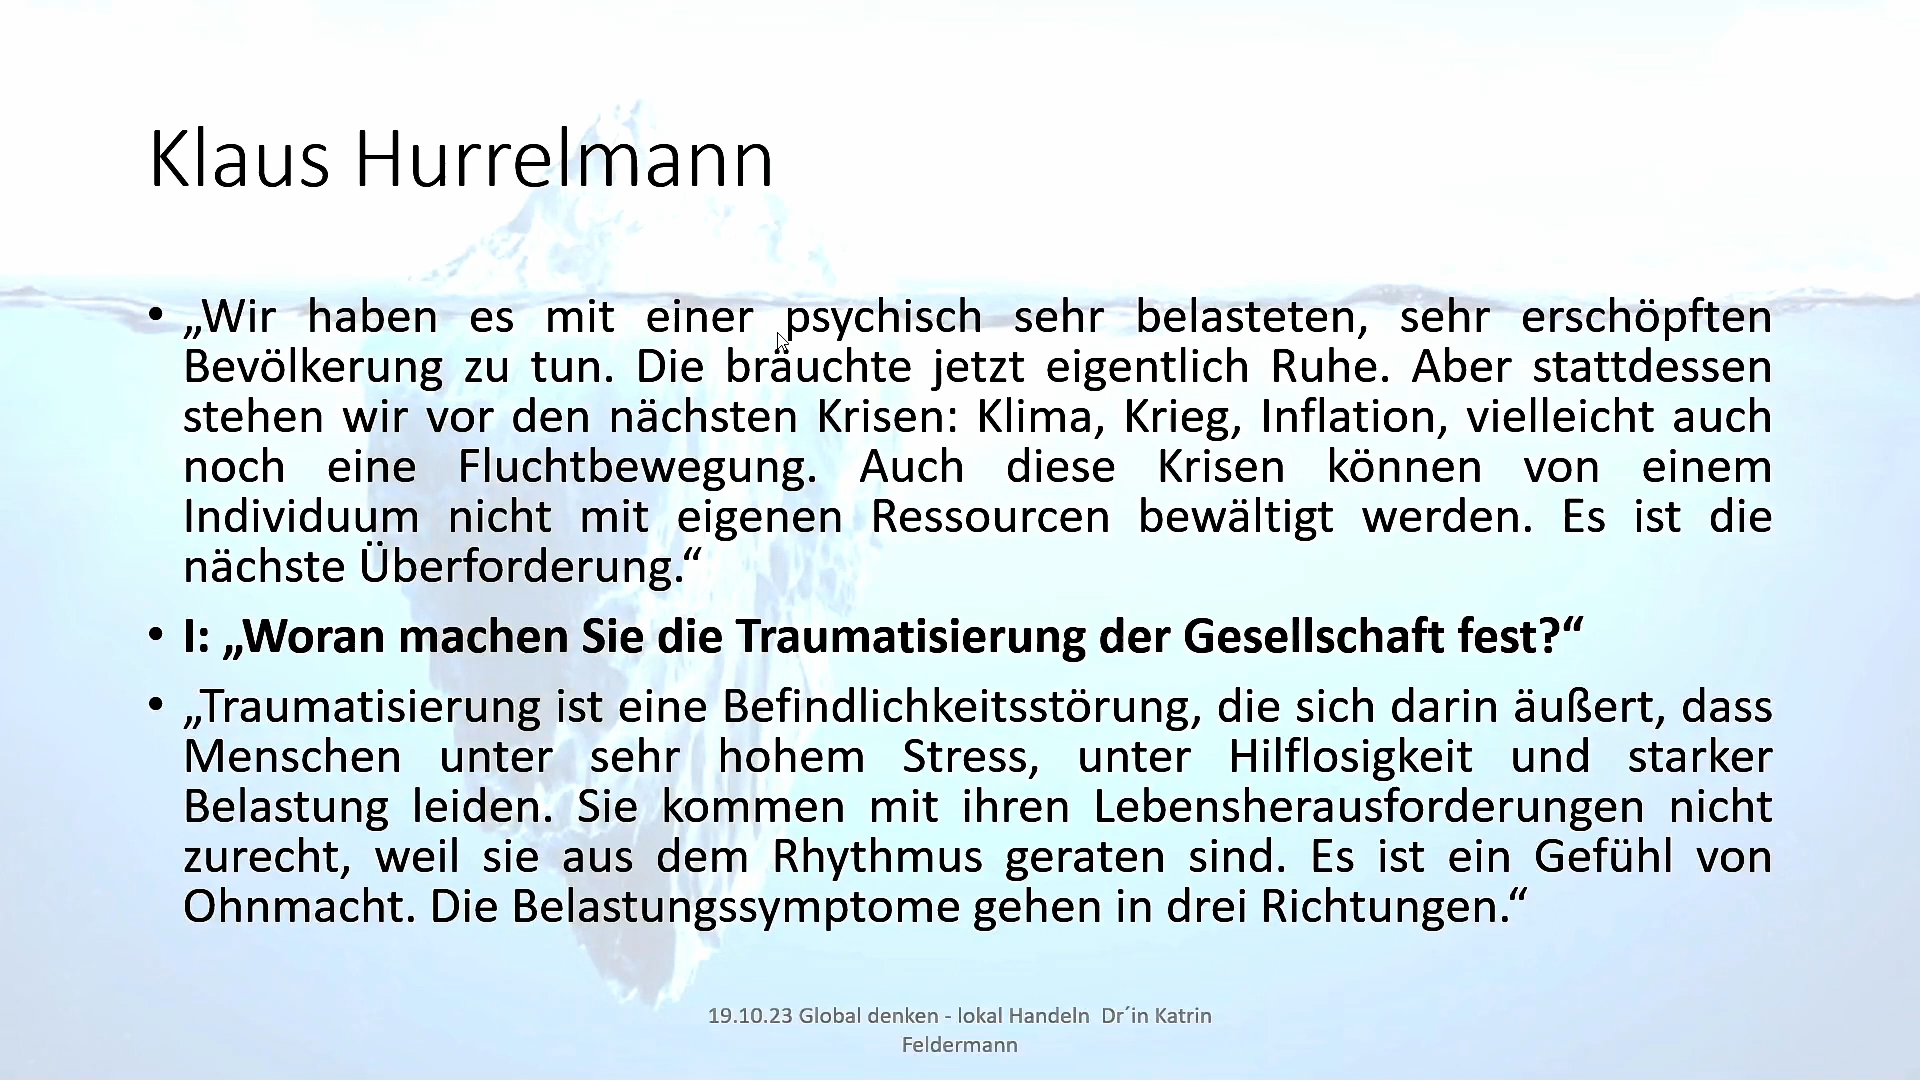 Klaus Hurrelmann
• „Wir haben es mit einer psychisch sehr belasteten, sehr erschöpften
Bevölkerung zu tun. Die bräuchte jetzt eigentlich Ruhe. Aber stattdessen
stehen wir vor den nächsten Krisen: Klima, Krieg, Inflation, vielleicht auch
noch eine Fluchtbewegung. Auch diese Krisen können von einem
Individuum nicht mit eigenen Ressourcen bewältigt werden. Es ist die
nächste Überforderung.“
• I: „Woran machen Sie die Traumatisierung der Gesellschaft fest?“
• „Traumatisierung ist eine Befindlichkeitsstörung, die sich darin äußert, dass
Menschen unter sehr hohem Stress, unter Hilflosigkeit und starker
Belastung leiden. Sie kommen mit ihren Lebensherausforderungen nicht
zurecht, weil sie aus dem Rhythmus geraten sind. Es ist ein Gefühl von
Ohnmacht. Die Belastungssymptome gehen in drei Richtungen.“
19.10.23 Global denken - lokal Handeln Dr´in Katrin
Feldermann